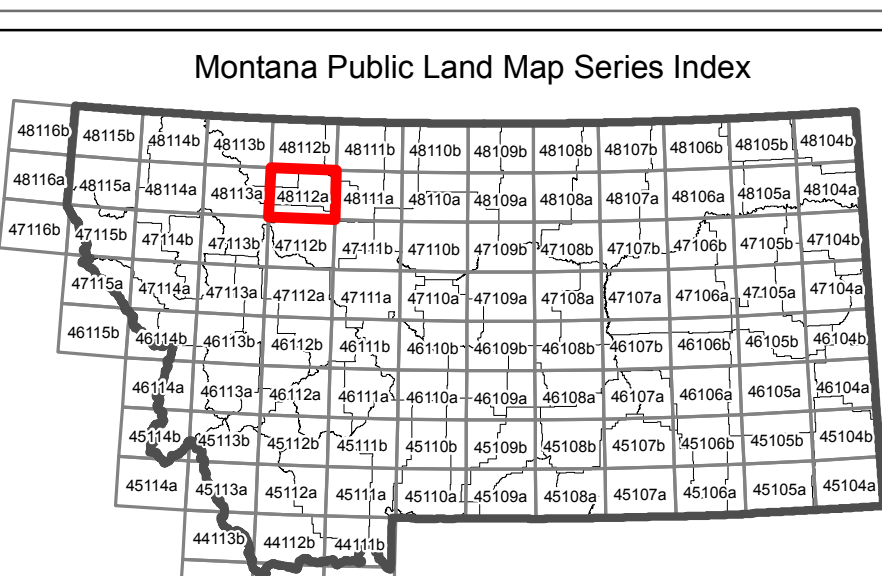 Montana Public Land Map Series Index
48116b 48115b 48114b 48113b 48112b 48111b 48110b 48109b 48108b 48107b 48106b 48105b 48104b
48116a 48115a 48114a 48113a 48112a 48111a 48110a 48109a 48108a 48107a 48106a 48105a 48104a
47116b 47115b 47114b 47113b 47112b 47111b 47110b 47109b 47108b 47107b 47106b 47105b 47104b
47115a 47114a 47113a 47112a 47111a 47110a 47109a 47108a 47107a 47106a 47105a 47104a
46115b 46114b 46113b 46112b 46111b 46110b 46109b 46108b 46107b 46106b 46105b 46104b
46114a 46113a 46112a 46111a 46110a 46109a 46108a 46107a 46106a 46105a 46104a
45114b 45113b 45112b 45111b 45110b 45109b 45108b 45107b 45106b 45105b 45104b
45114a 45113a 45112a 45111a 45110a 45109a 45108a 45107a 45106a 45105a 45104a
44113b 44112b 44111b